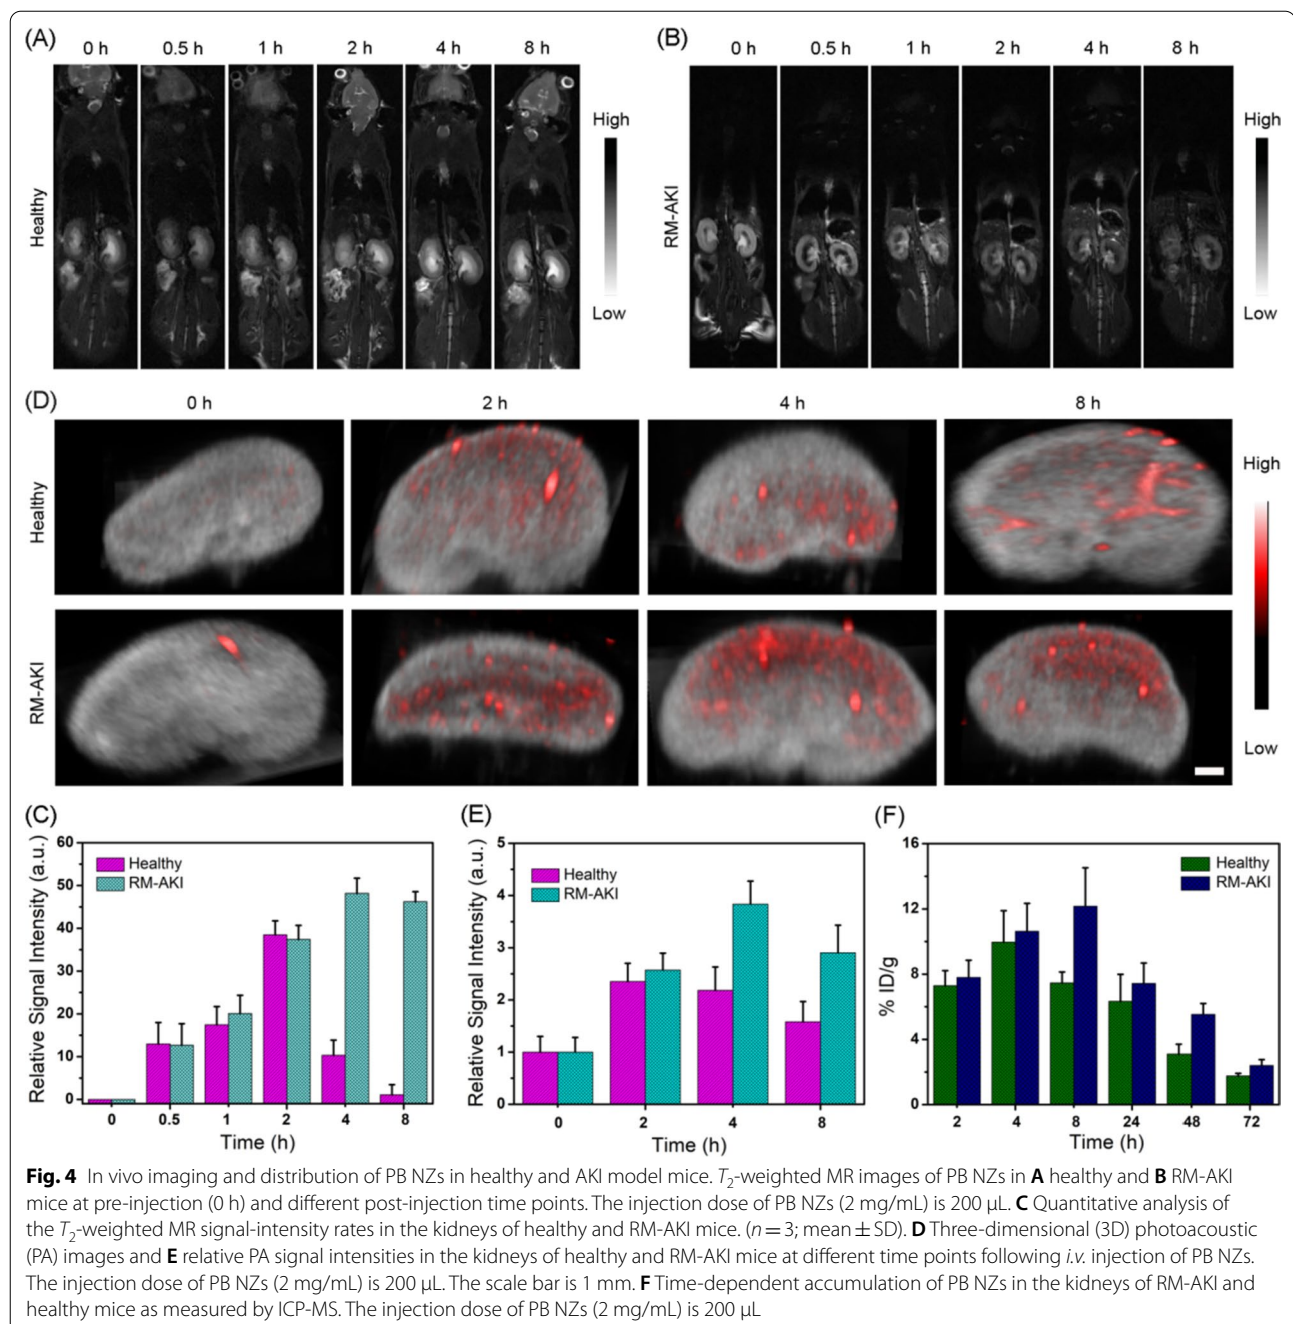 (A)
0 h 0.5 h 1 h 2 h 4 h 8 h
Healthy
High
Low
(B)
0 h 0.5 h 1 h 2 h 4 h 8 h
RM-AKI
High
Low
(D)
0 h 2 h 4 h 8 h
Healthy
RM-AKI
High
Low
(C)
Relative Signal Intensity (a.u.)
60
50
40
30
20
10
0
Healthy
RM-AKI
0 0.5 1 2 4 8
Time (h)
(E)
Relative Signal Intensity (a.u.)
5
4
3
2
1
0
Healthy
RM-AKI
0 2 4 8
Time (h)
(F)
% ID/g
16
12
8
4
0
Healthy
RM-AKI
2 4 8 24 48 72
Time (h)
Fig. 4 In vivo imaging and distribution of PB NZs in healthy and AKI model mice. T2-weighted MR images of PB NZs in A healthy and B RM-AKI
mice at pre-injection (0 h) and different post-injection time points. The injection dose of PB NZs (2 mg/mL) is 200 μL. C Quantitative analysis of
the T2-weighted MR signal-intensity rates in the kidneys of healthy and RM-AKI mice. (n = 3; mean ± SD). D Three-dimensional (3D) photoacoustic
(PA) images and E relative PA signal intensities in the kidneys of healthy and RM-AKI mice at different time points following i.v. injection of PB NZs.
The injection dose of PB NZs (2 mg/mL) is 200 μL. The scale bar is 1 mm. F Time-dependent accumulation of PB NZs in the kidneys of RM-AKI and
healthy mice as measured by ICP-MS. The injection dose of PB NZs (2 mg/mL) is 200 μL